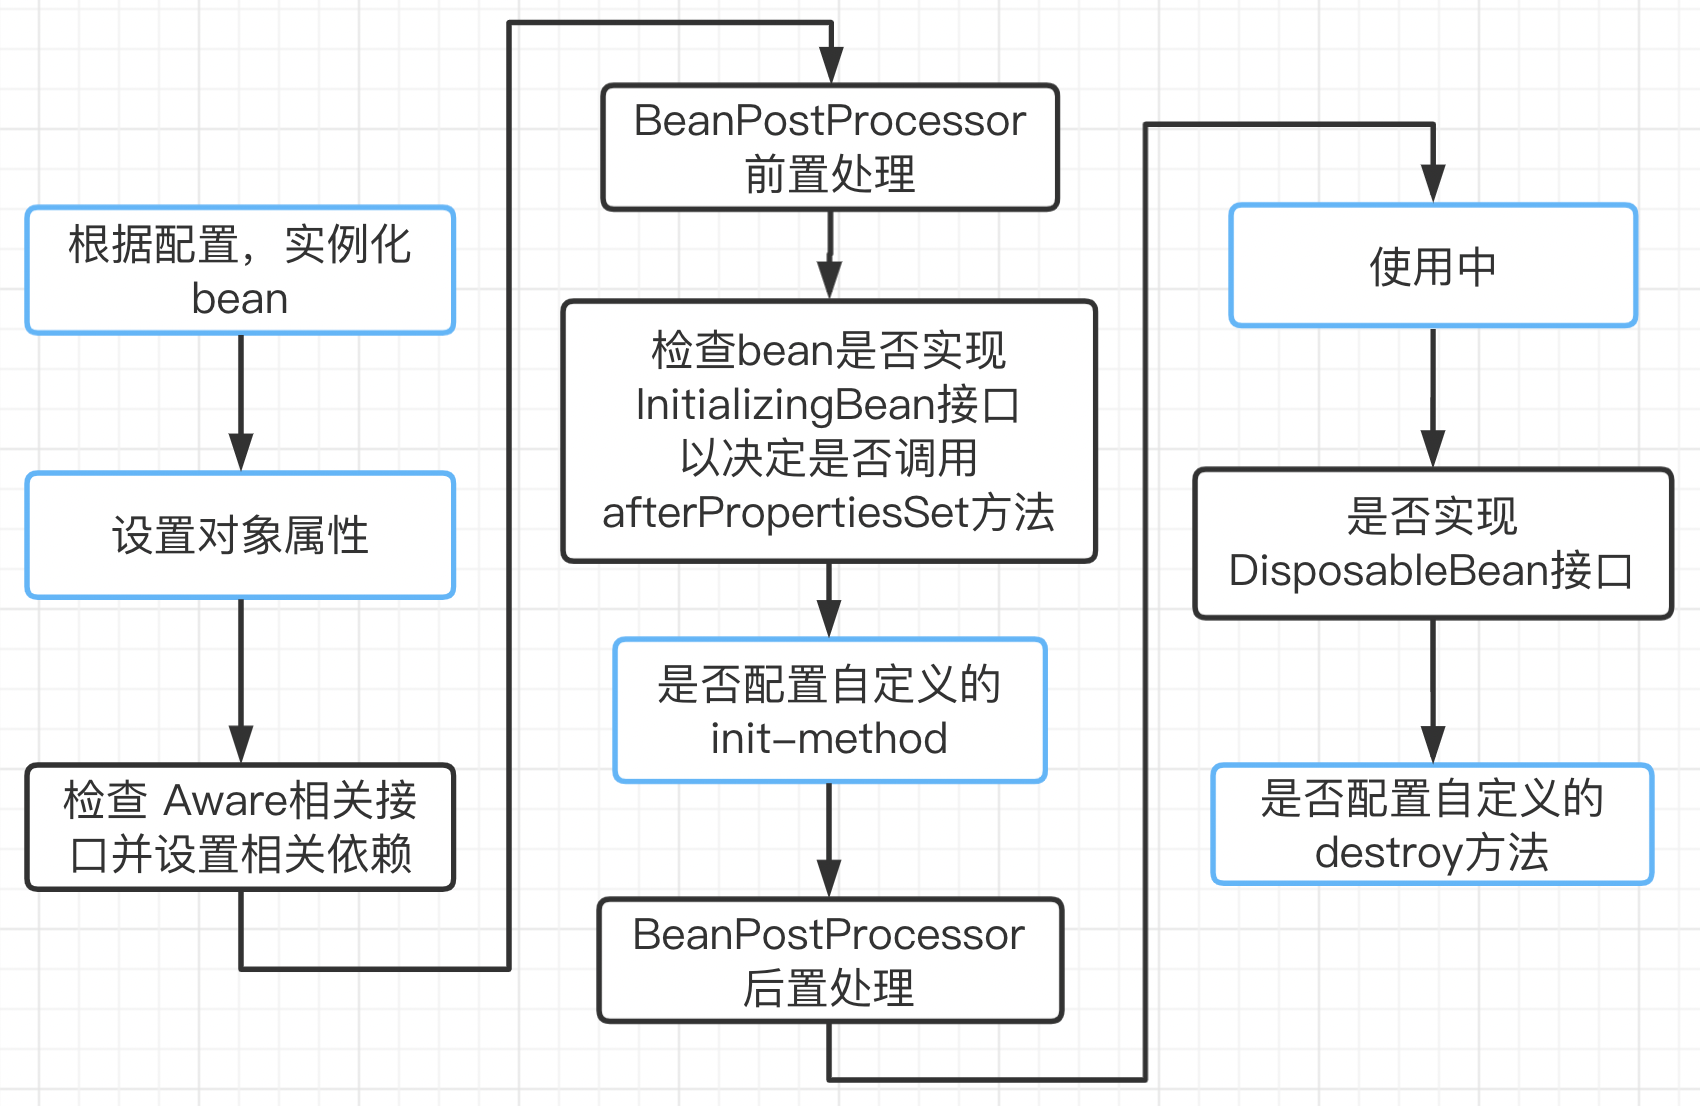 根据配置，实例化
bean
设置对象属性
检查 Aware相关接
口并设置相关依赖
BeanPostProcessor
前置处理
检查bean是否实现
InitializingBean接口
以决定是否调用
afterPropertiesSet方法
是否配置自定义的
init-method
BeanPostProcessor
后置处理
使用中
是否实现
DisposableBean接口
是否配置自定义的
destroy方法